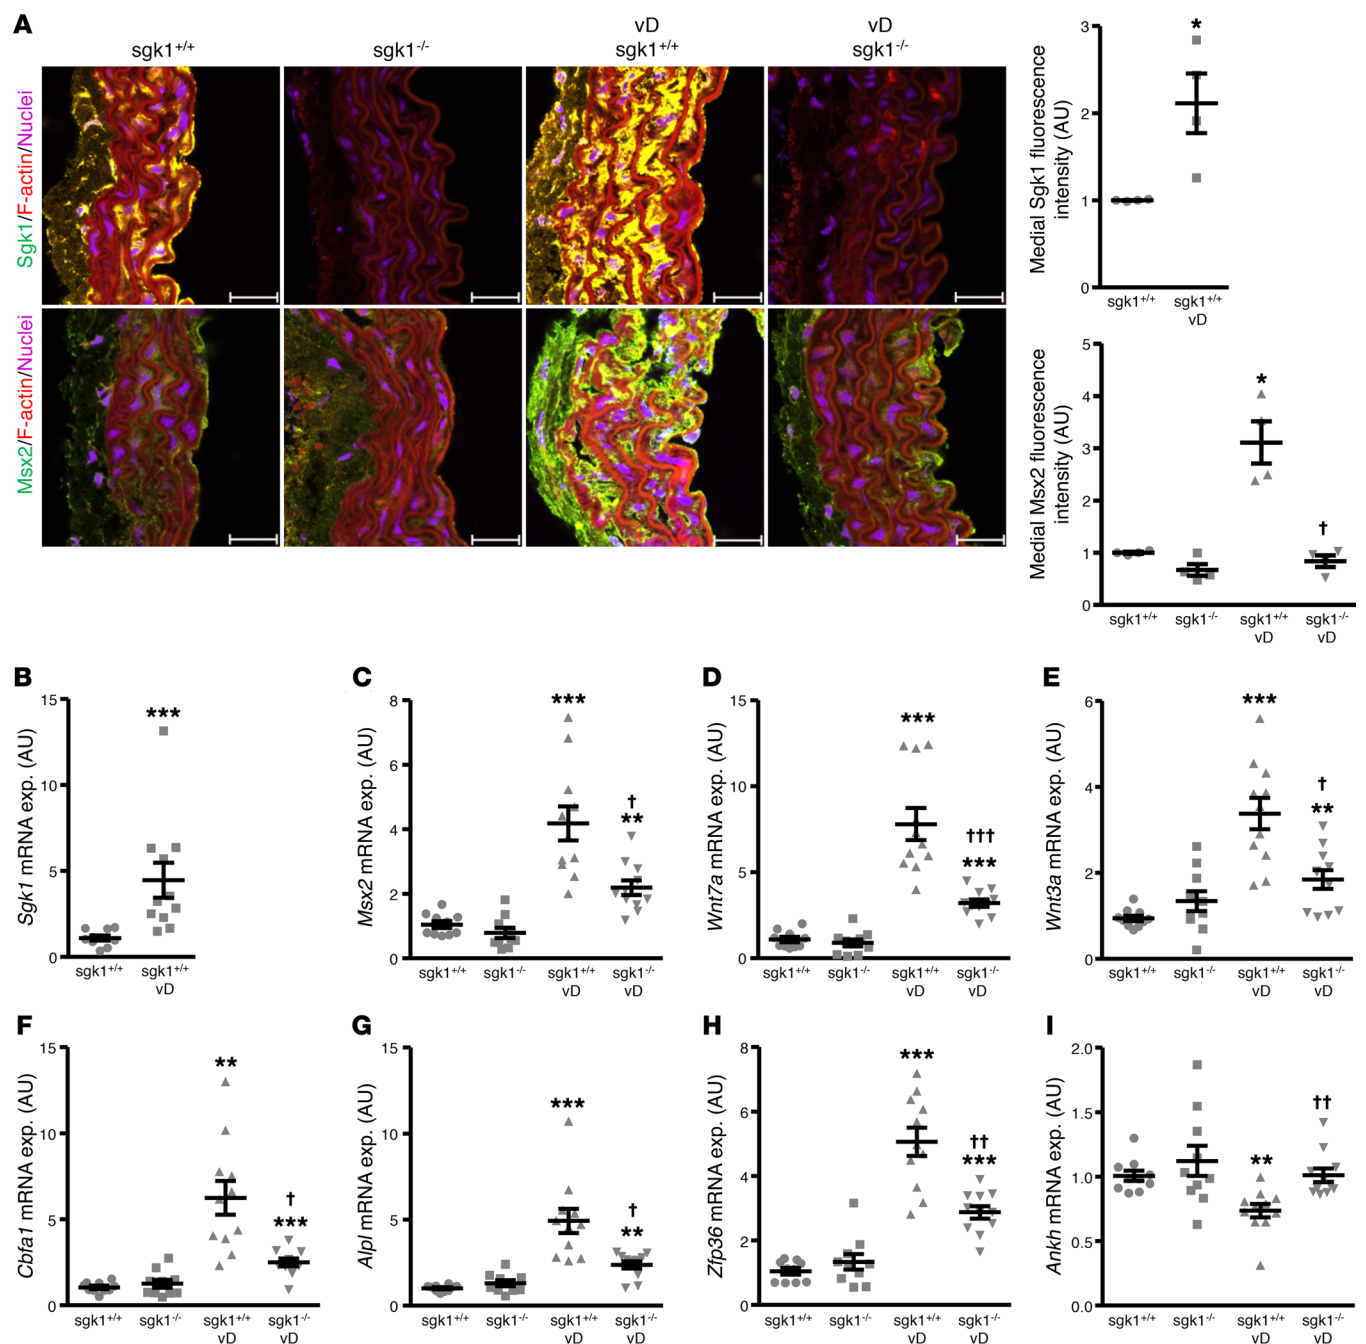 A
sgk1+/+
sgk1-/-
vD
sgk1+/+
vD
sgk1-/-
Sgk1/F-actin/Nuclei
Msx2/F-actin/Nuclei
Medial Sgk1 fluorescence
intensity (AU)
3
2
1
0
*
sgk1+/+
sgk1+/+
vD
Medial Msx2 fluorescence
intensity (AU)
5
4
3
2
1
0
*
†
sgk1+/+
sgk1-/-
sgk1+/+
vD
sgk1-/-
vD
B
Sgk1 mRNA exp. (AU)
15
10
5
0
***
sgk1+/+
sgk1+/+
vD
C
Msx2 mRNA exp. (AU)
8
6
4
2
0
***
†
**
sgk1+/+
sgk1-/-
sgk1+/+
vD
sgk1-/-
vD
D
Wnt7a mRNA exp. (AU)
15
10
5
0
***
†††
***
sgk1+/+
sgk1-/-
sgk1+/+
vD
sgk1-/-
vD
E
Wnt3a mRNA exp. (AU)
6
4
2
0
***
†
**
sgk1+/+
sgk1-/-
sgk1+/+
vD
sgk1-/-
vD
F
Cbfa1 mRNA exp. (AU)
15
10
5
0
**
†
***
sgk1+/+
sgk1-/-
sgk1+/+
vD
sgk1-/-
vD
G
Alpl mRNA exp. (AU)
15
10
5
0
***
†
**
sgk1+/+
sgk1-/-
sgk1+/+
vD
sgk1-/-
vD
H
Zfp36 mRNA exp. (AU)
8
6
4
2
0
***
††
***
sgk1+/+
sgk1-/-
sgk1+/+
vD
sgk1-/-
vD
I
Ankh mRNA exp. (AU)
2.0
1.5
1.0
0.5
0.0
**
††
sgk1+/+
sgk1-/-
sgk1+/+
vD
sgk1-/-
vD